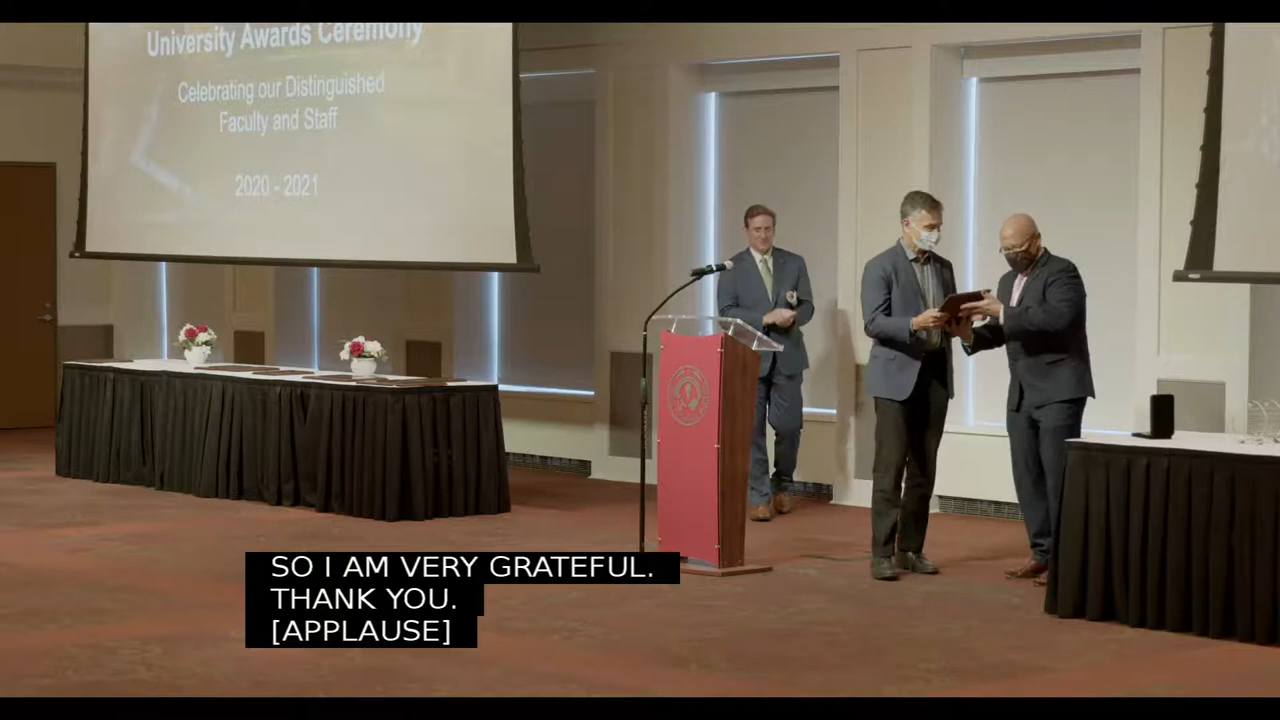 University Awards Ceremony
Celebrating our Distinguished
Faculty and Staff
2020 - 2021
SO I AM VERY GRATEFUL.
THANK YOU.
[APPLAUSE]